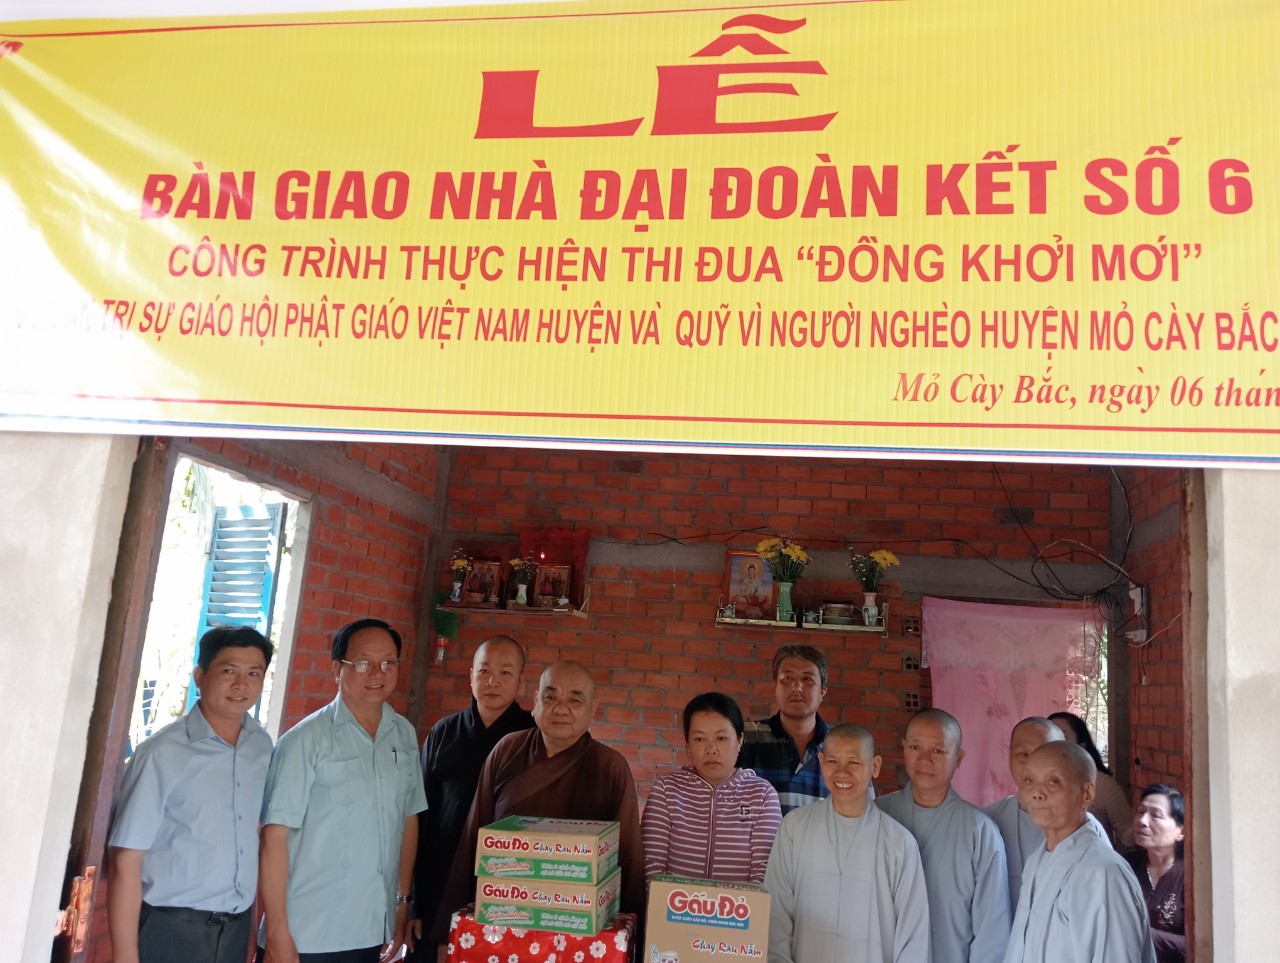 LỄ
BÀN GIAO NHÀ ĐẠI ĐOÀN KẾT SỐ 6
CÔNG TRÌNH THỰC HIỆN THI ĐUA “ĐỒNG KHỞI MỚI”
TRỊ SỰ GIÁO HỘI PHẬT GIÁO VIỆT NAM HUYỆN VÀ QUỸ VÌ NGƯỜI NGHÈO HUYỆN MỎ CÀY BẮC
Mỏ Cày Bắc, ngày 06
Gấu Đỏ Chay Rau Nấm
Gấu Đỏ Chay Rau Nấm
Gấu Đỏ
Chay Rau Nấm